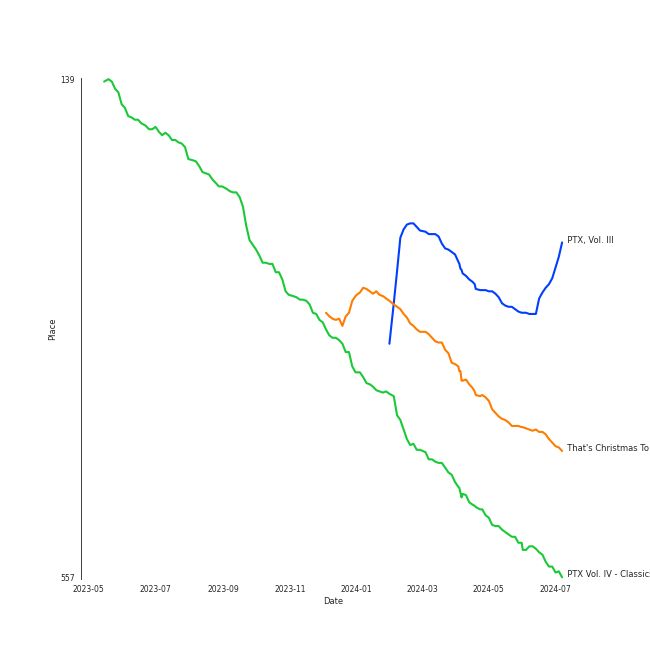 139
PTX, Vol. III
Place
That's Christmas To
PTX Vol. IV - Classic
557
2023-05 2023-07 2023-09 2023-11 2024-01 2024-03 2024-05 2024-07
Date